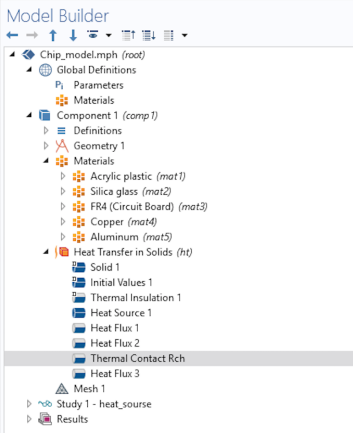 Model Builder
Chip_model.mph (root)
Global Definitions
Pi Parameters
Materials
Component 1 (comp1)
Definitions
Geometry 1
Materials
Acrylic plastic (mat1)
Silica glass (mat2)
FR4 (Circuit Board) (mat3)
Copper (mat4)
Aluminum (mat5)
Heat Transfer in Solids (ht)
Solid 1
Initial Values 1
Thermal Insulation 1
Heat Source 1
Heat Flux 1
Heat Flux 2
Thermal Contact Rch
Heat Flux 3
Mesh 1
Study 1 - heat_sourse
Results